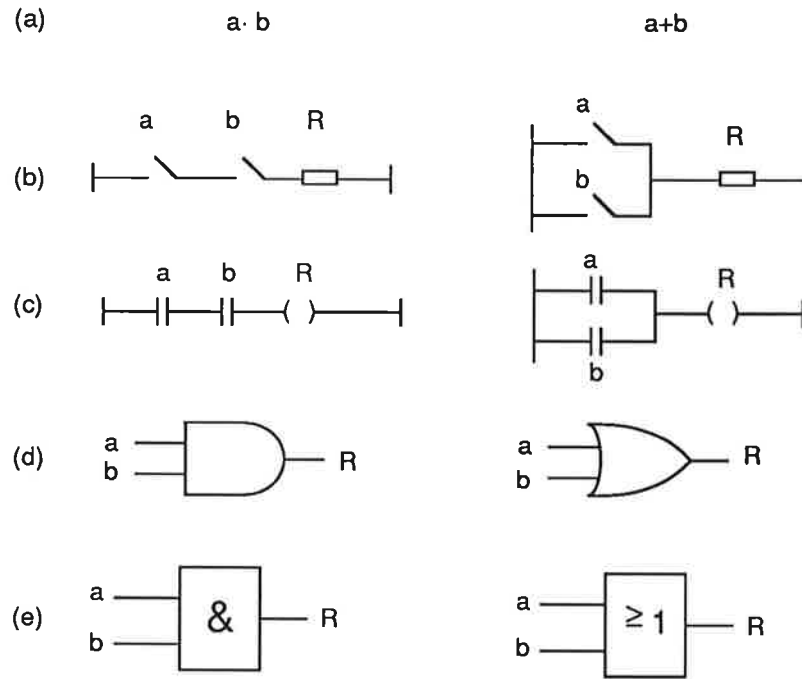 (a) a· b a+b
a b R a R
(b) b
a b R a R
(c) b
(d) a b R a b R
(e) a b & R a b ≥ 1 R